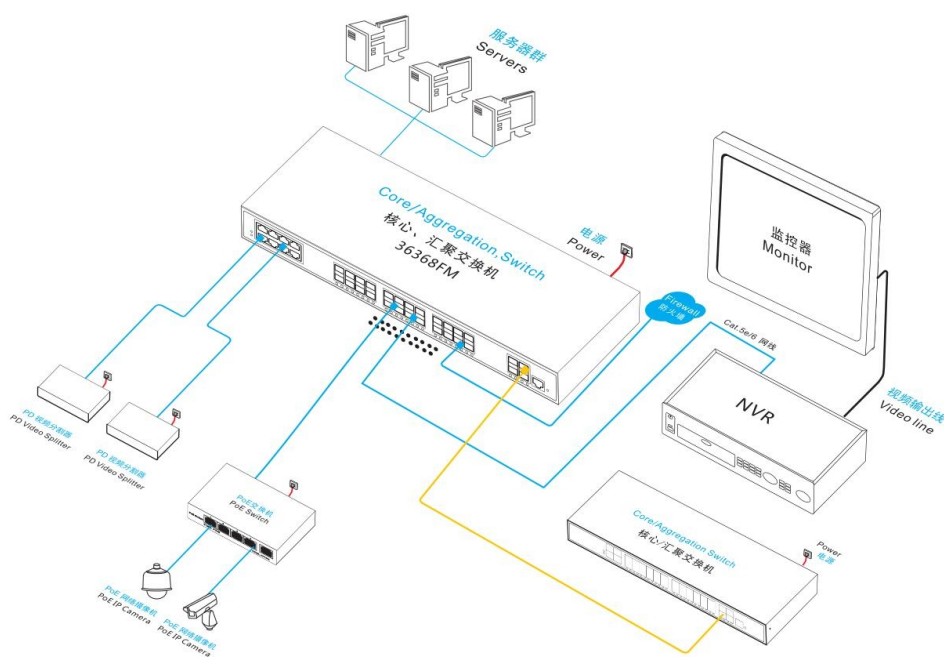 服务器群
Servers
Core/Aggregation,Switch
核心、汇聚交换机
36368FM
电源
Power
监控器
Monitor
Firewall
防火墙
Cat.5e/6 网线
视频输出线
Video line
NVR
PD 视频分割器
PD Video Splitter
PD 视频分割器
PD Video Splitter
PoE交换机
PoE Switch
Core/Aggregation Switch
核心/汇聚交换机
Power
电源
PoE 网络摄像机
PoE IP Camera
PoE 网络摄像机
PoE IP Camera